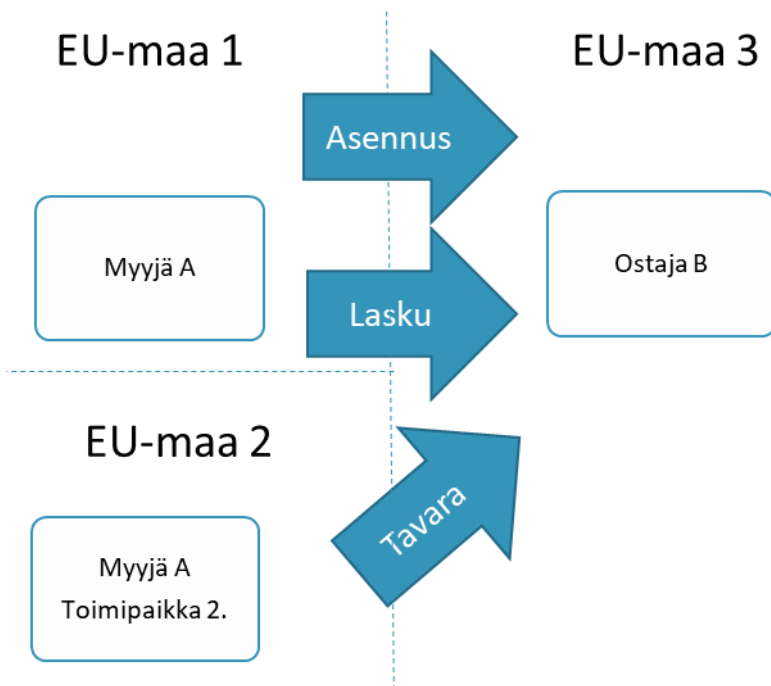 EU-maa 1
EU-maa 3
Asennus
Myyjä A
Ostaja B
Lasku
EU-maa 2
Tavara
Myyjä A
Toimipaikka 2.